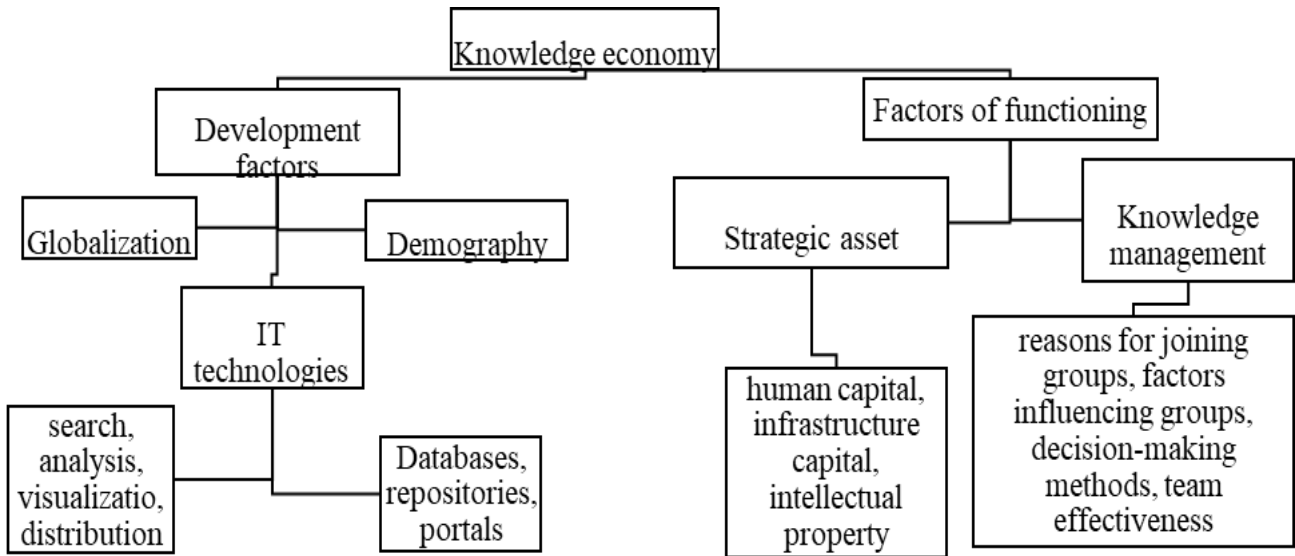 Knowledge economy
Development
factors
Factors of functioning
Globalization
Demography
Strategic asset
Knowledge
management
IT
technologies
search,
analysis,
visualizatio,
distribution
Databases,
repositories,
portals
human capital,
infrastructure
capital,
intellectual
property
reasons for joining
groups, factors
influencing groups,
decision-making
methods, team
effectiveness